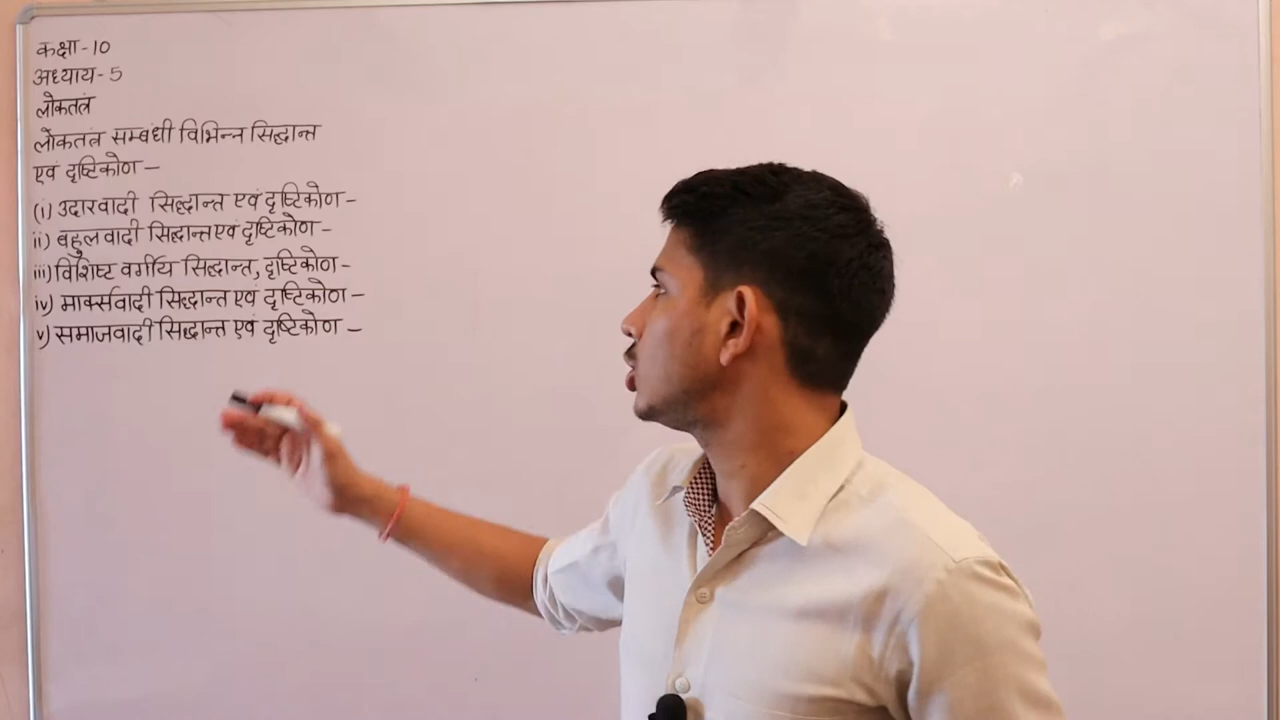 कक्षा-10
अध्याय-5
लोकतंत्र
लोकतंत्र सम्बंधी विभिन्न सिद्धान्त
एवं दृष्टिकोण –
(i) उदारवादी सिद्धान्त एवं दृष्टिकोण –
ii) बहुलवादी सिद्धान्त एवं दृष्टिकोण –
iii) विशिष्ट वर्गीय सिद्धान्त, दृष्टिकोण –
iv) मार्क्सवादी सिद्धान्त एवं दृष्टिकोण –
v) समाजवादी सिद्धान्त एवं दृष्टिकोण –